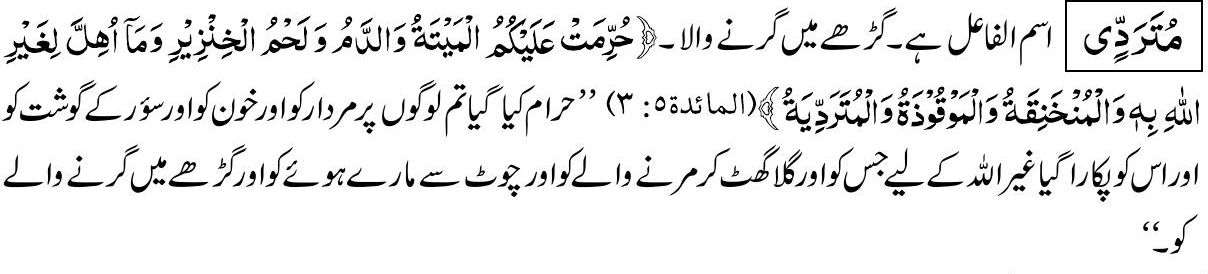 مُتَرَدِّی اسم الفاعل ہے۔ گڑھے میں گرنے والا۔ ﴿حُرِّمَتْ عَلَیْكُمُ الْمَیْتَةُ وَالدَّمُ وَلَحْمُ الْخِنْزِیْرِ وَمَآ اُهِلَّ لِغَیْرِ
اللّٰهِ بِهٖ وَالْمُنْخَنِقَةُ وَالْمَوْقُوْذَةُ وَالْمُتَرَدِّیَةُ﴾ (المائدة ۵: ۳) ’’حرام کیا گیا تم لوگوں پر مردار کو اور خون کو اور سؤر کے گوشت کو
اور اس کو پکارا گیا غیر اللہ کے لیے جس کو اور گلا گھٹ کر مرنے والے کو اور چوٹ سے مارے ہوئے کو اور گڑھے میں گرنے والے
کو۔‘‘